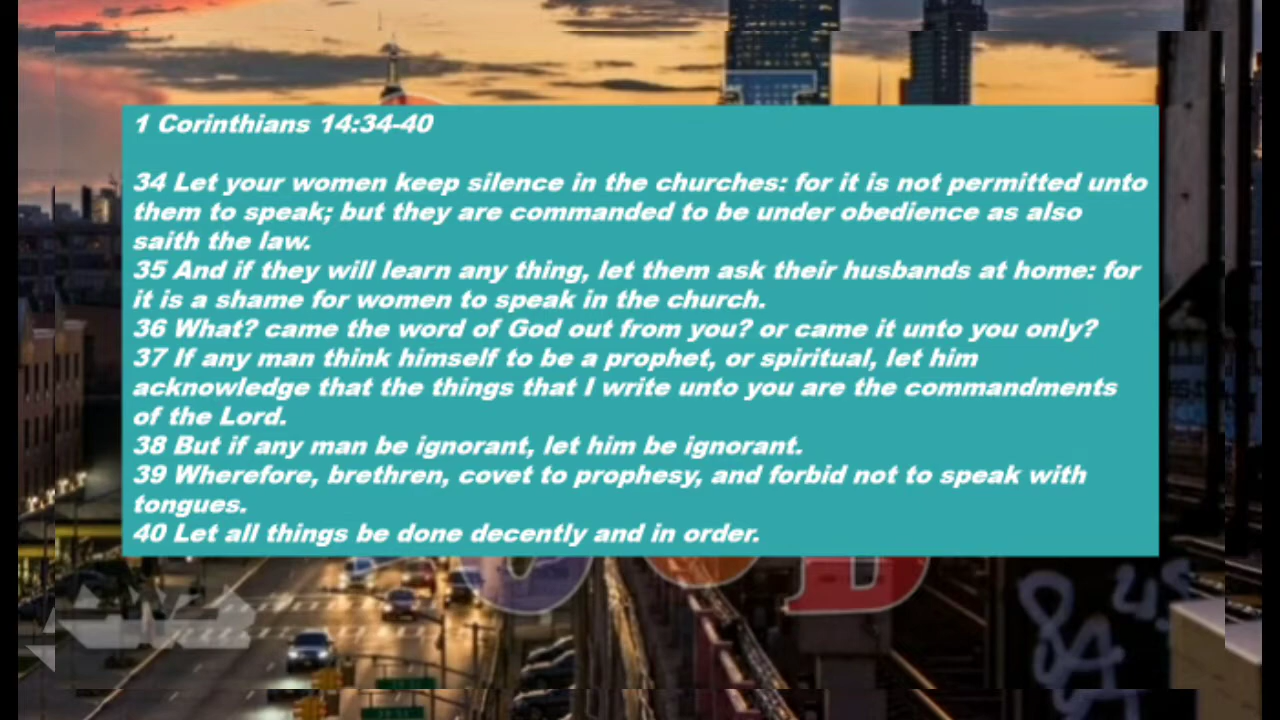 1 Corinthians 14:34-40
34 Let your women keep silence in the churches: for it is not permitted unto
them to speak; but they are commanded to be under obedience as also
saith the law.
35 And if they will learn any thing, let them ask their husbands at home: for
it is a shame for women to speak in the church.
36 What? came the word of God out from you? or came it unto you only?
37 If any man think himself to be a prophet, or spiritual, let him
acknowledge that the things that I write unto you are the commandments
of the Lord.
38 But if any man be ignorant, let him be ignorant.
39 Wherefore, brethren, covet to prophesy, and forbid not to speak with
tongues.
40 Let all things be done decently and in order.